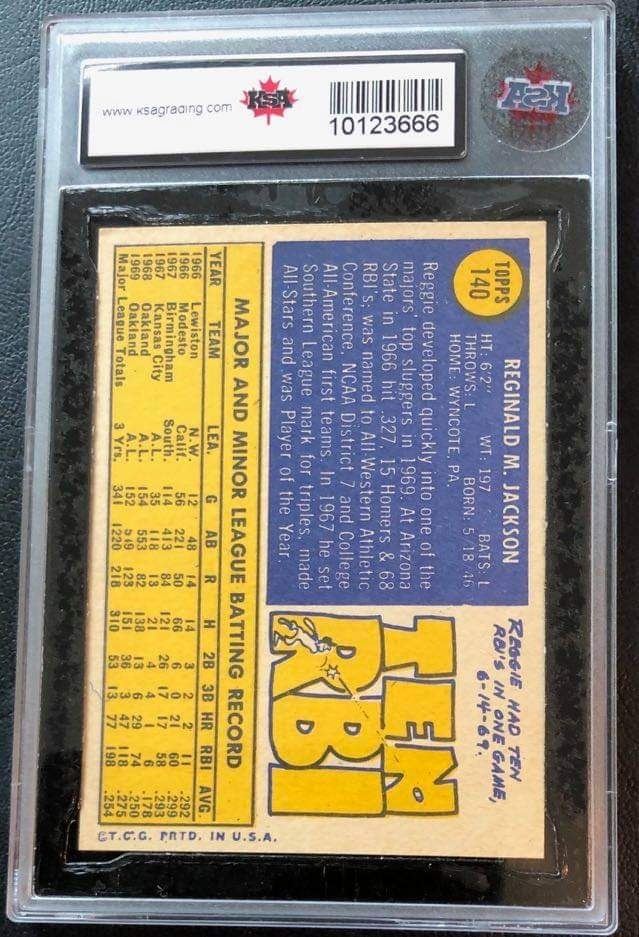 www.ksagrading.com
KSA
10123666
KSA
TOPPS
140
REGINALD M. JACKSON
HT: 6'2" WT: 197 BATS: L
THROWS: L BORN: 5-18-46
HOME: WYNCOTE, PA.
Reggie developed quickly into one of the
majors' top sluggers in 1969. At Arizona
State in 1966 hit .327, 15 Homers & 68
RBI's, was named to All-Western Athletic
Conference, NCAA District 7 and College
All-American first teams. In 1967 he set
Southern League mark for triples, made
All-Stars and was Player of the Year.
REGGIE HAD TEN
RBI'S IN ONE GAME,
6-14-69.
TEN
RBI
MAJOR AND MINOR LEAGUE BATTING RECORD
YEAR TEAM LEA. G AB R H 2B 3B HR RBI AVG.
1966 Lewiston N.W. 12 48 14 14 3 2 2 11 .292
1966 Modesto Calif. 56 221 50 66 6 0 21 60 .299
1967 Birmingham South. 114 413 84 121 26 17 17 58 .293
1967 Kansas City A.L. 35 118 13 21 4 4 1 6 .178
1968 Oakland A.L. 154 553 82 138 13 6 29 74 .250
1969 Oakland A.L. 152 549 123 151 36 3 47 118 .275
Major League Totals 3 Yrs. 341 1220 218 310 53 13 77 198 .254
©T.C.G. PRTD. IN U.S.A.